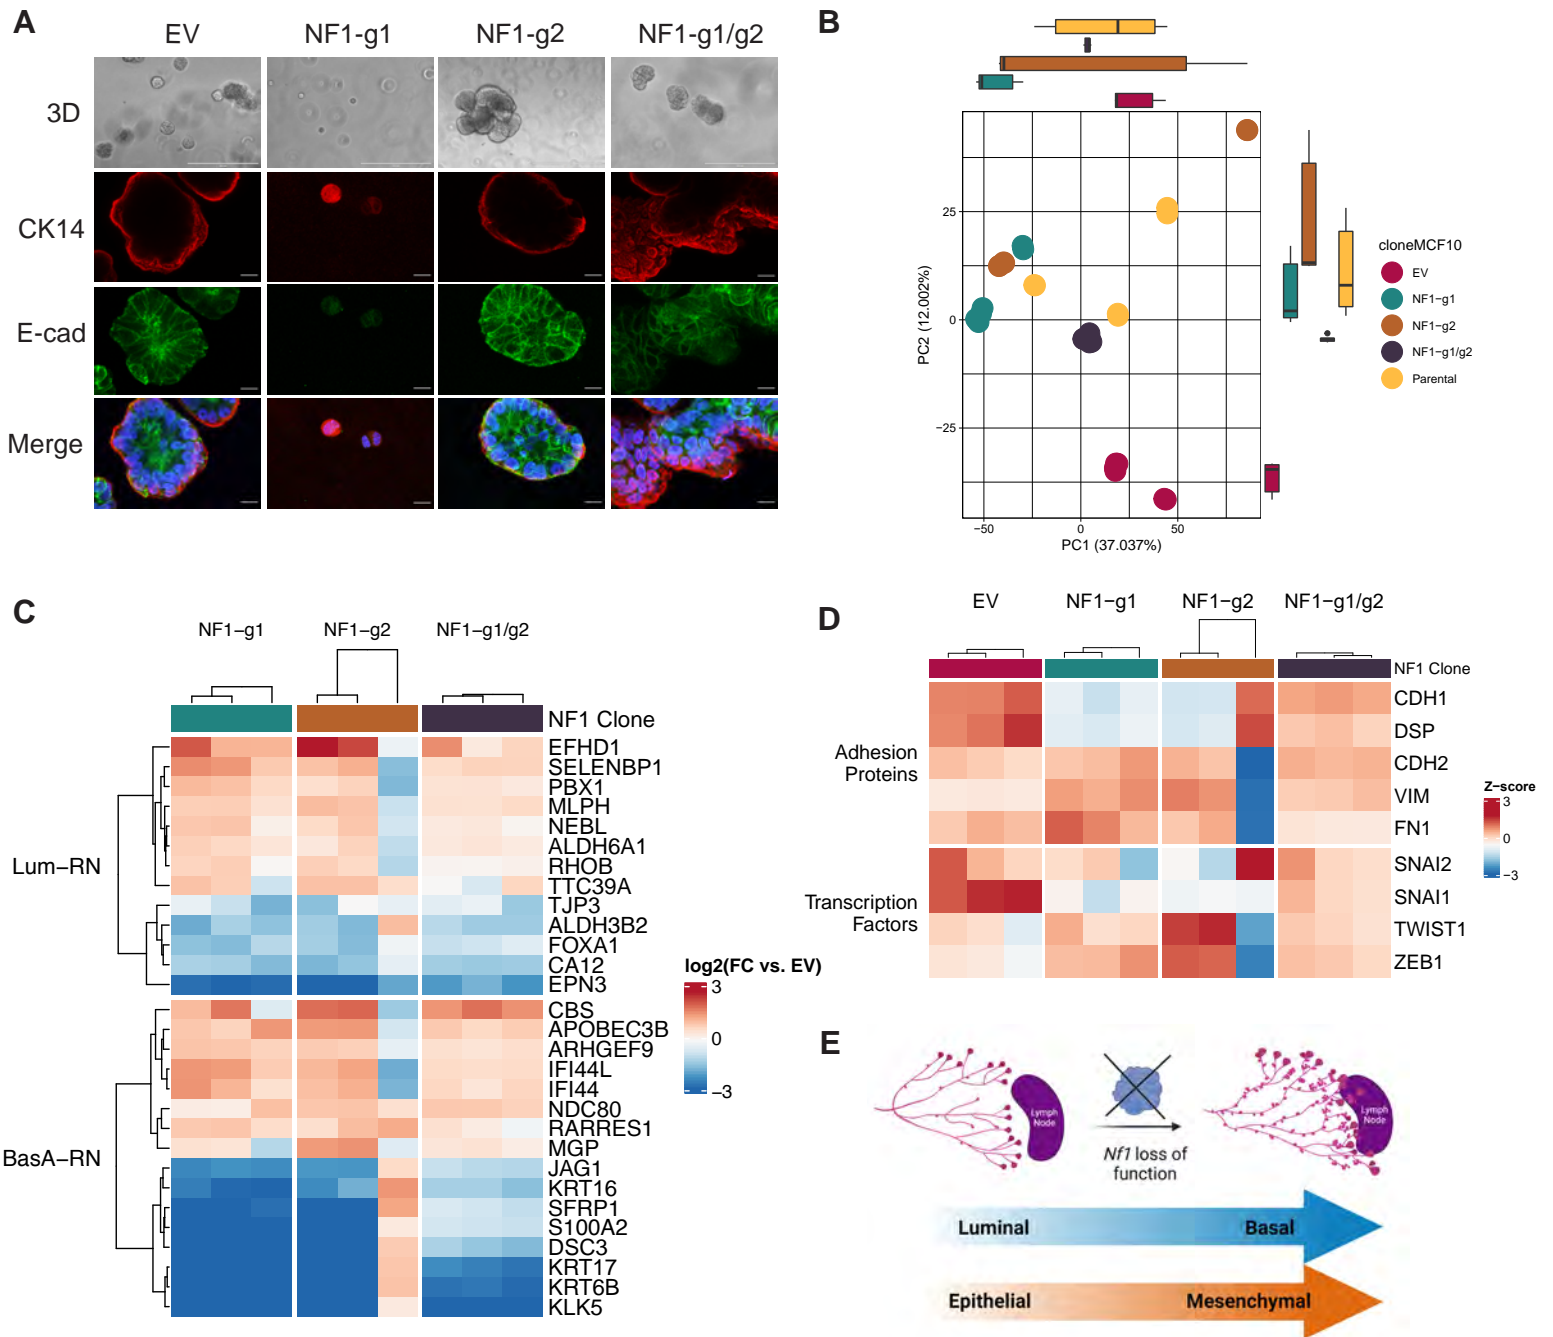 A
EV
NF1-g1
NF1-g2
NF1-g1/g2
3D
CK14
E-cad
Merge
B
25
0
−25
PC2 (12.002%)
−50
0
50
PC1 (37.037%)
cloneMCF10
EV
NF1−g1
NF1−g2
NF1−g1/g2
Parental
C
NF1−g1
NF1−g2
NF1−g1/g2
NF1 Clone
Lum−RN
EFHD1
SELENBP1
PBX1
MLPH
NEBL
ALDH6A1
RHOB
TTC39A
TJP3
ALDH3B2
FOXA1
CA12
EPN3
BasA−RN
CBS
APOBEC3B
ARHGEF9
IFI44L
IFI44
NDC80
RARRES1
MGP
JAG1
KRT16
SFRP1
S100A2
DSC3
KRT17
KRT6B
KLK5
log2(FC vs. EV)
3
0
−3
D
EV
NF1−g1
NF1−g2
NF1−g1/g2
NF1 Clone
Adhesion
Proteins
CDH1
DSP
CDH2
VIM
FN1
Transcription
Factors
SNAI2
SNAI1
TWIST1
ZEB1
Z−score
3
0
−3
E
Lymph
Node
Nf1 loss of
function
Lymph
Node
Luminal
Basal
Epithelial
Mesenchymal